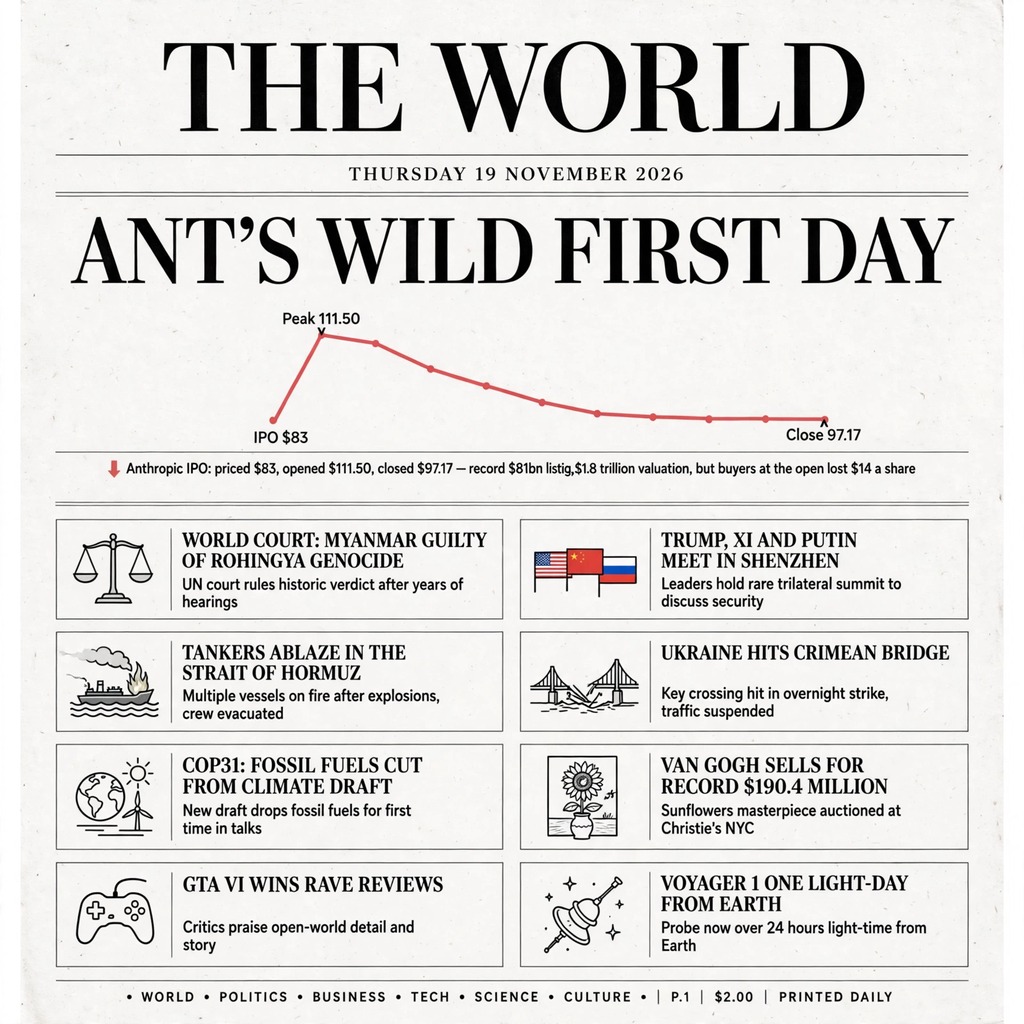 THE WORLD
THURSDAY 19 NOVEMBER 2026
ANT'S WILD FIRST DAY
Peak 111.50
IPO $83
Close 97.17
Anthropic IPO: priced $83, opened $111.50, closed $97.17 — record $81bn listig,$1.8 trillion valuation, but buyers at the open lost $14 a share
WORLD COURT: MYANMAR GUILTY
OF ROHINGYA GENOCIDE
UN court rules historic verdict after years of
hearings
TRUMP, XI AND PUTIN
MEET IN SHENZHEN
Leaders hold rare trilateral summit to
discuss security
TANKERS ABLAZE IN THE
STRAIT OF HORMUZ
Multiple vessels on fire after explosions,
crew evacuated
UKRAINE HITS CRIMEAN BRIDGE
Key crossing hit in overnight strike,
traffic suspended
COP31: FOSSIL FUELS CUT
FROM CLIMATE DRAFT
New draft drops fossil fuels for first
time in talks
VAN GOGH SELLS FOR
RECORD $190.4 MILLION
Sunflowers masterpiece auctioned at
Christie's NYC
GTA VI WINS RAVE REVIEWS
Critics praise open-world detail and
story
VOYAGER 1 ONE LIGHT-DAY
FROM EARTH
Probe now over 24 hours light-time from
Earth
• WORLD • POLITICS • BUSINESS • TECH • SCIENCE • CULTURE • | P.1 | $2.00 | PRINTED DAILY